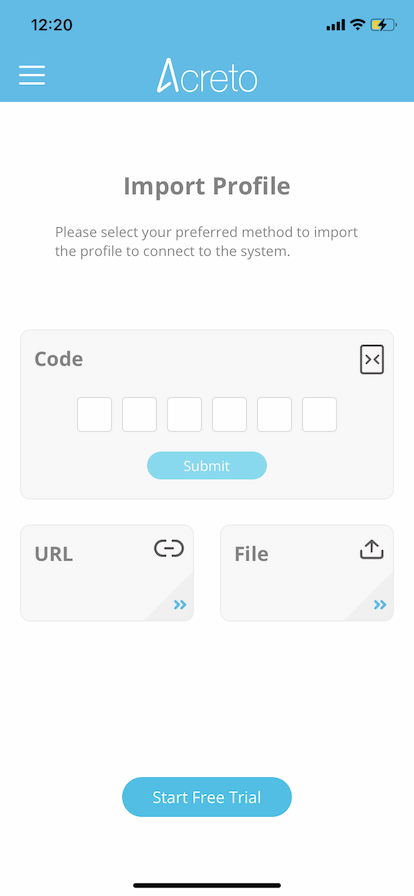 12:20
Acreto
Import Profile
Please select your preferred method to import
the profile to connect to the system.
Code
Submit
URL
File
Start Free Trial